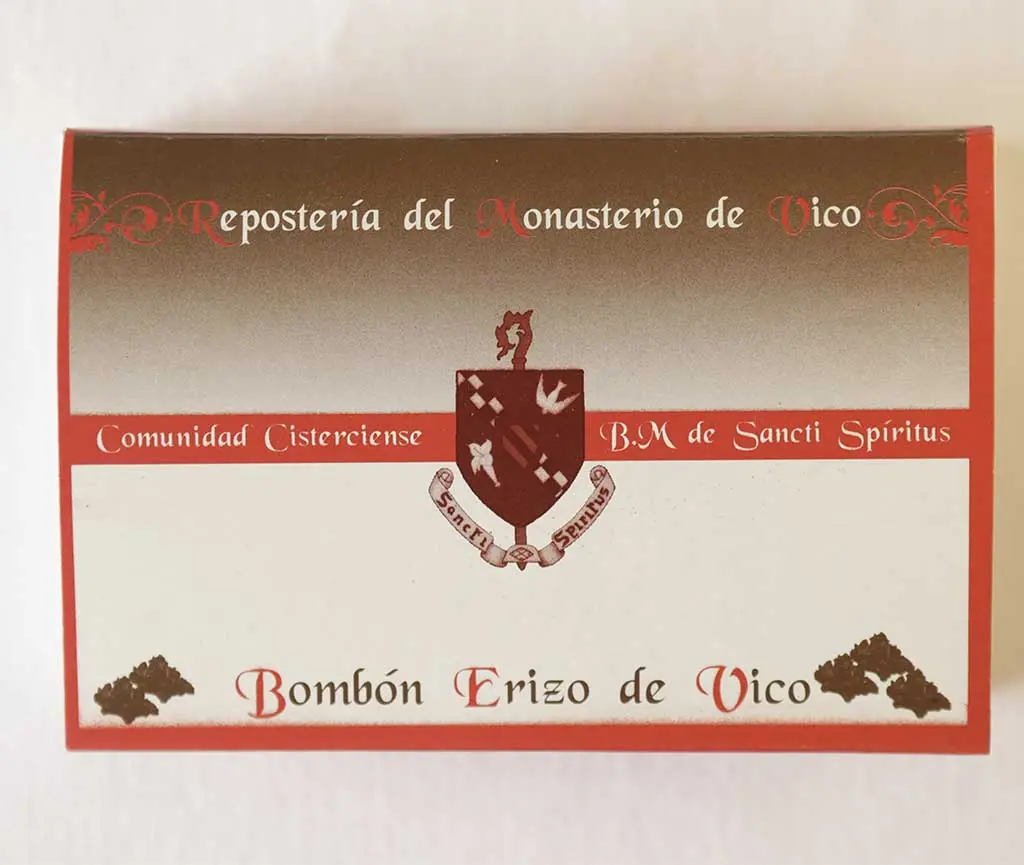 Repostería del Monasterio de Vico
Comunidad Cisterciense
B.M de Sancti Spíritus
Sancti Spiritus
Bombón Erizo de Vico